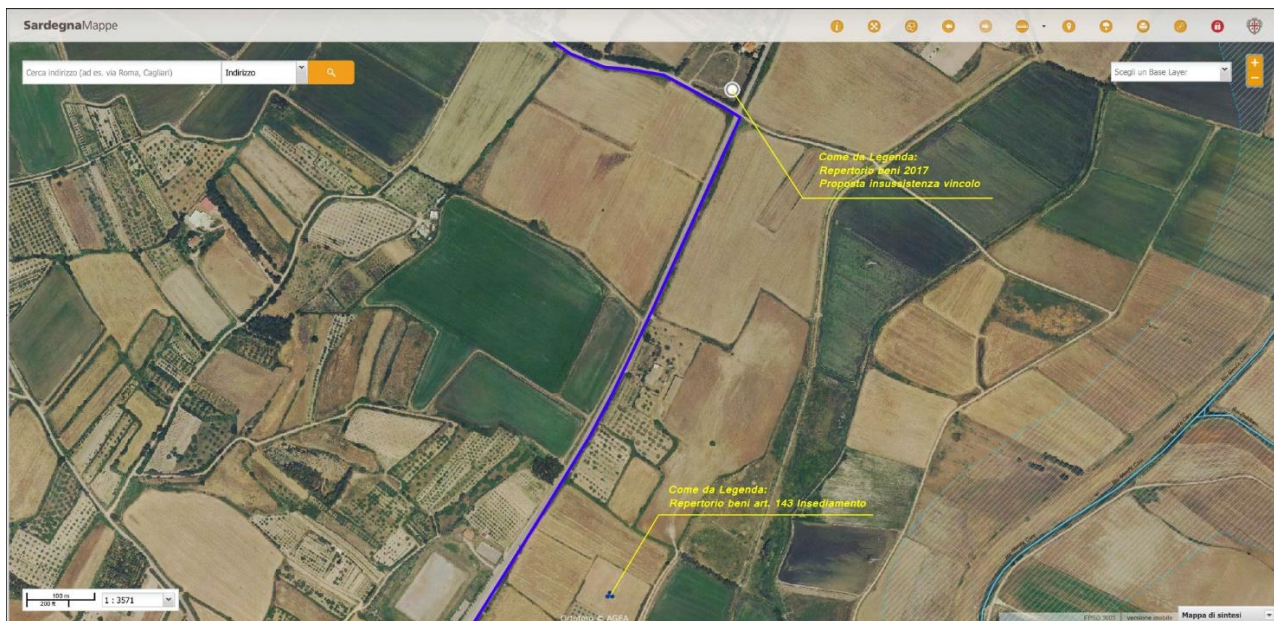 SardegnaMappe
Cerca indirizzo (ad es. via Roma, Cagliari)
Indirizzo
Scegli un Base Layer
+
−
Come da Legenda:
Repertorio beni 2017
Proposta insussistenza vincolo
Come da Legenda:
Repertorio beni art. 143 Insediamento
100 m
200 ft
1 : 3571
Ortofoto © AGEA
versione mobile
Mappa di sintesi